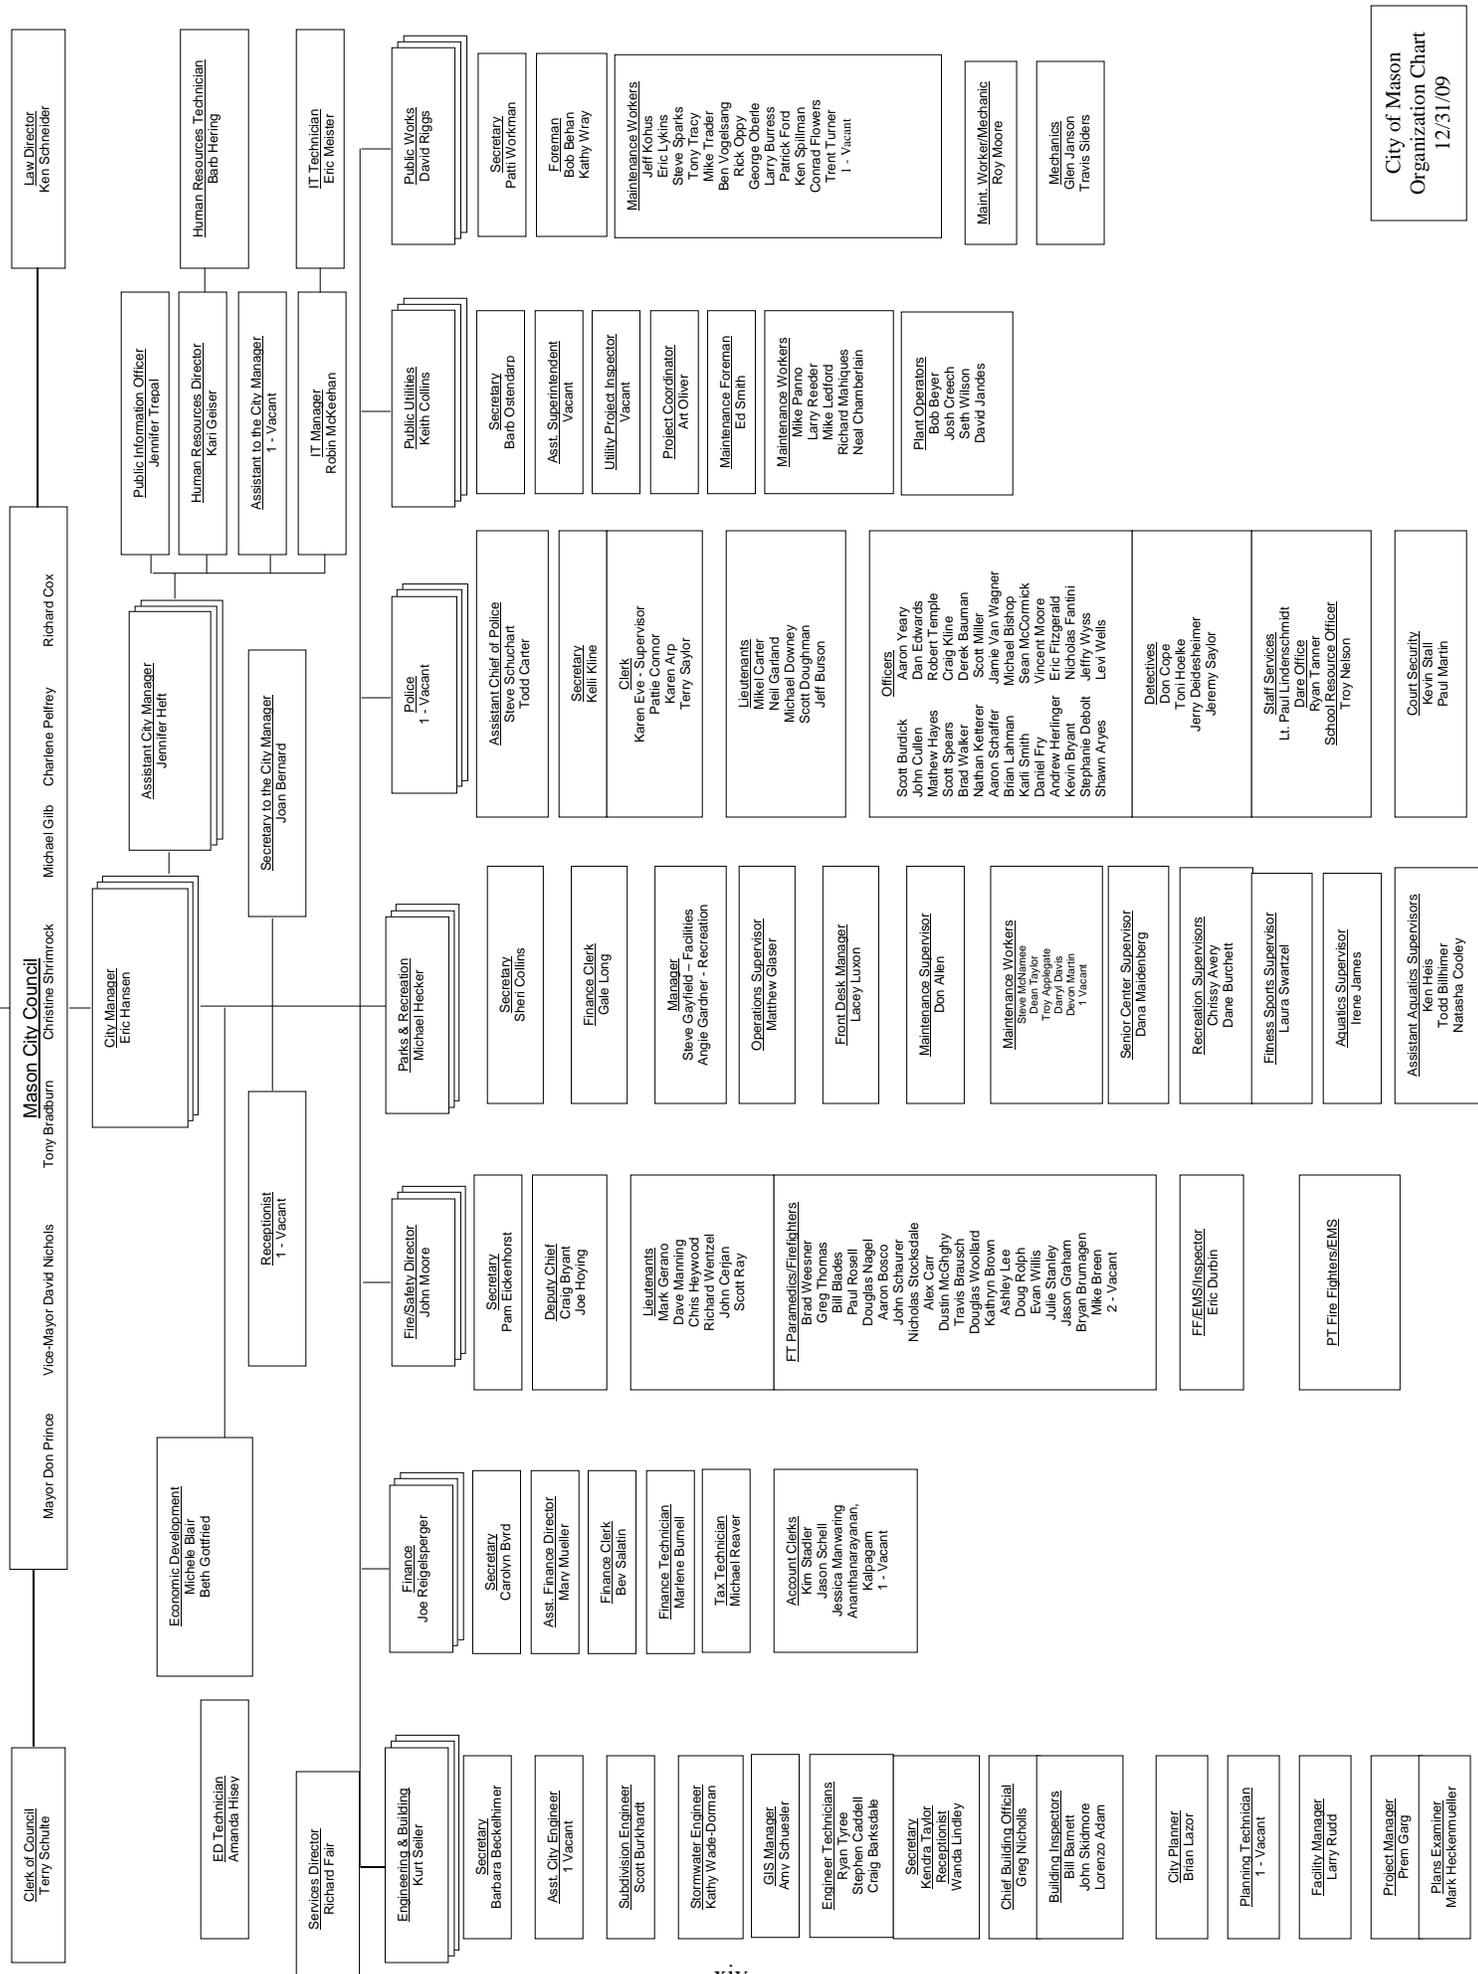 Mason City Council
Mayor Don Prince Vice-Mayor David Nichols Tony Bradburn Christine Shrimrock Michael Gilb Charlene Pelfrey Richard Cox
Clerk of Council
Terry Schulte
Law Director
Ken Schneider
City Manager
Eric Hansen
Assistant City Manager
Jennifer Heft
Public Information Officer
Jennifer Trepal
Human Resources Director
Kari Geiser
Human Resources Technician
Barb Hering
Assistant to the City Manager
1 - Vacant
IT Manager
Robin McKeehan
IT Technician
Eric Meister
Economic Development
Michele Blair
Beth Gottfried
ED Technician
Amanda Hisey
Receptionist
1 - Vacant
Secretary to the City Manager
Joan Bernard
Services Director
Richard Fair
Engineering & Building
Kurt Seiler
Secretary
Barbara Beckelhimer
Asst. City Engineer
1 Vacant
Subdivision Engineer
Scott Burkhardt
Stormwater Engineer
Kathy Wade-Dorman
GIS Manager
Amy Schuesler
Engineer Technicians
Ryan Tyree
Stephen Caddell
Craig Barksdale
Secretary
Kendra Taylor
Receptionist
Wanda Lindley
Chief Building Official
Greg Nicholls
Building Inspectors
Bill Barnett
John Skidmore
Lorenzo Adam
City Planner
Brian Lazor
Planning Technician
1 - Vacant
Facility Manager
Larry Rudd
Project Manager
Prem Garg
Plans Examiner
Mark Heckenmueller
Finance
Joe Reigelsperger
Secretary
Carolyn Byrd
Asst. Finance Director
Mary Mueller
Finance Clerk
Bev Salatin
Finance Technician
Marlene Burnell
Tax Technician
Michael Reaver
Account Clerks
Kim Stadler
Jason Schell
Jessica Manwaring
Ananthanarayanan,
Kalpagam
1 - Vacant
Fire/Safety Director
John Moore
Secretary
Pam Eickenhorst
Deputy Chief
Craig Bryant
Joe Hoying
Lieutenants
Mark Gerano
Dave Manning
Chris Heywood
Richard Wentzel
John Cerjan
Scott Ray
FT Paramedics/Firefighters
Brad Weesner
Greg Thomas
Bill Blades
Paul Rosell
Douglas Nagel
Aaron Bosco
John Schaurer
Nicholas Stocksdale
Alex Carr
Dustin McGhghy
Travis Brausch
Douglas Woollard
Kathryn Brown
Ashley Lee
Doug Rolph
Evan Willis
Julie Stanley
Jason Graham
Bryan Brumagen
Mike Breen
2 - Vacant
FF/EMS/Inspector
Eric Durbin
PT Fire Fighters/EMS
Parks & Recreation
Michael Hecker
Secretary
Sheri Collins
Finance Clerk
Gale Long
Manager
Steve Gayfield – Facilities
Angie Gardner - Recreation
Operations Supervisor
Matthew Glaser
Front Desk Manager
Lacey Luxon
Maintenance Supervisor
Don Allen
Maintenance Workers
Steve McNamee
Dean Taylor
Troy Applegate
Darryl Davis
Devon Martin
1 Vacant
Senior Center Supervisor
Dana Maidenberg
Recreation Supervisors
Chrissy Avery
Dane Burchett
Fitness Sports Supervisor
Laura Swartzel
Aquatics Supervisor
Irene James
Assistant Aquatics Supervisors
Ken Heis
Todd Billhimer
Natasha Cooley
Police
1 - Vacant
Assistant Chief of Police
Steve Schuchart
Todd Carter
Secretary
Kelli Kline
Clerk
Karen Eve - Supervisor
Pattie Connor
Karen Arp
Terry Saylor
Lieutenants
Mikel Carter
Neil Garland
Michael Downey
Scott Doughman
Jeff Burson
Officers
Scott Burdick Aaron Yeary
John Cullen Dan Edwards
Mathew Hayes Robert Temple
Scott Spears Craig Kline
Brad Walker Derek Bauman
Nathan Ketterer Scott Miller
Aaron Schaffer Jamie Van Wagner
Brian Lahman Michael Bishop
Karli Smith Sean McCormick
Daniel Fry Vincent Moore
Andrew Herlinger Eric Fitzgerald
Kevin Bryant Nicholas Fantini
Stephanie Debolt Jeffry Wyss
Shawn Aryes Levi Wells
Detectives
Don Cope
Toni Hoelke
Jerry Deidesheimer
Jeremy Saylor
Staff Services
Lt. Paul Lindenschmidt
Dare Office
Ryan Tanner
School Resource Officer
Troy Nelson
Court Security
Kevin Stall
Paul Martin
Public Utilities
Keith Collins
Secretary
Barb Ostendarp
Asst. Superintendent
Vacant
Utility Project Inspector
Vacant
Project Coordinator
Art Oliver
Maintenance Foreman
Ed Smith
Maintenance Workers
Mike Panno
Larry Reeder
Mike Ledford
Richard Mahiques
Neal Chamberlain
Plant Operators
Bob Beyer
Josh Creech
Seth Wilson
David Jandes
Public Works
David Riggs
Secretary
Patti Workman
Foreman
Bob Behan
Kathy Wray
Maintenance Workers
Jeff Kohus
Eric Lykins
Steve Sparks
Tony Tracy
Mike Trader
Ben Vogelsang
Rick Oppy
George Oberle
Larry Burress
Patrick Ford
Ken Spillman
Conrad Flowers
Trent Turner
1 - Vacant
Maint. Worker/Mechanic
Roy Moore
Mechanics
Glen Janson
Travis Siders
City of Mason
Organization Chart
12/31/09
xiv